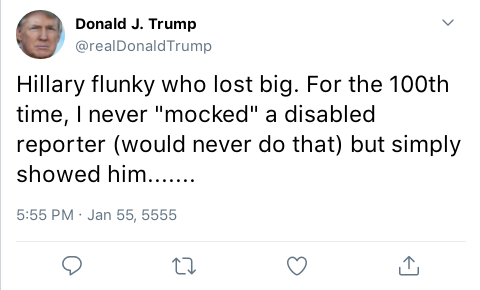 Donald J. Trump
@realDonaldTrump
Hillary flunky who lost big. For the 100th
time, I never "mocked" a disabled
reporter (would never do that) but simply
showed him.......
5:55 PM · Jan 55, 5555